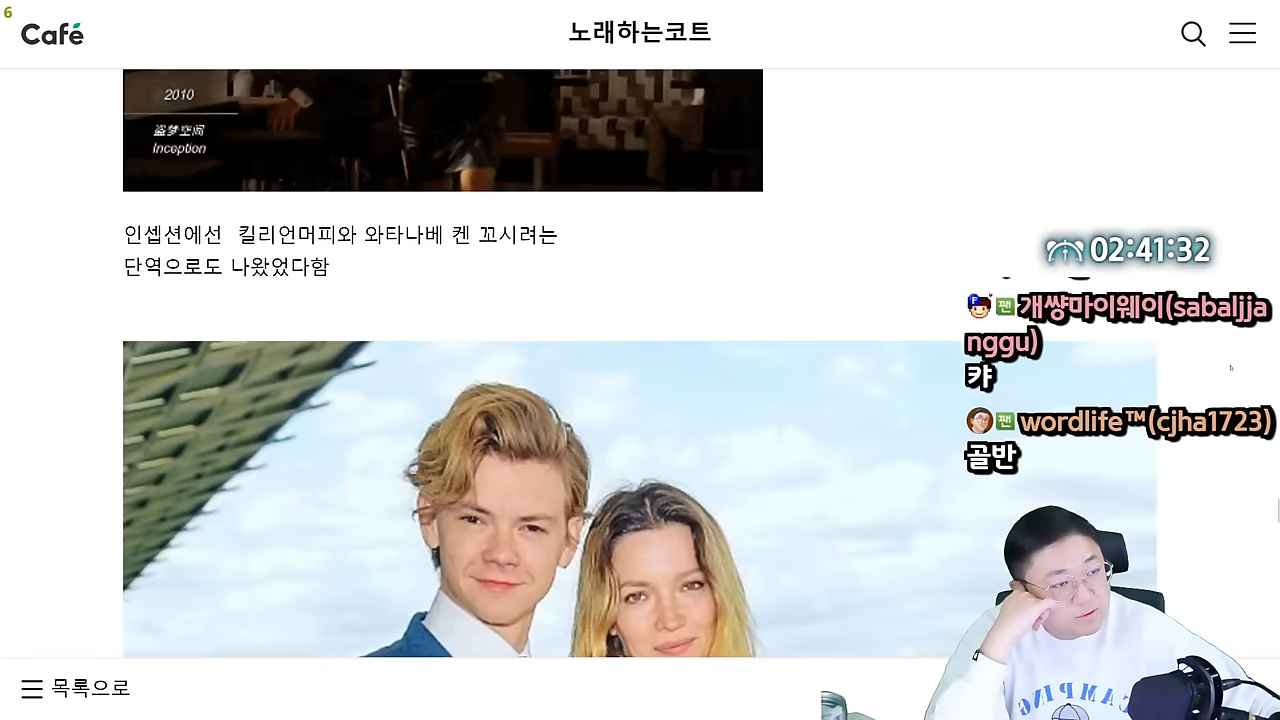 6
Café
노래하는코트
2010
盗梦空间
Inception
인셉션에선 킬리언머피와 와타나베 켄 꼬시려는
단역으로도 나왔었다함
02:41:32
팬 개썅마이웨이(sabaljja
nggu)
캬
팬 wordlife™(cjha1723)
골반
CAMPING
목록으로